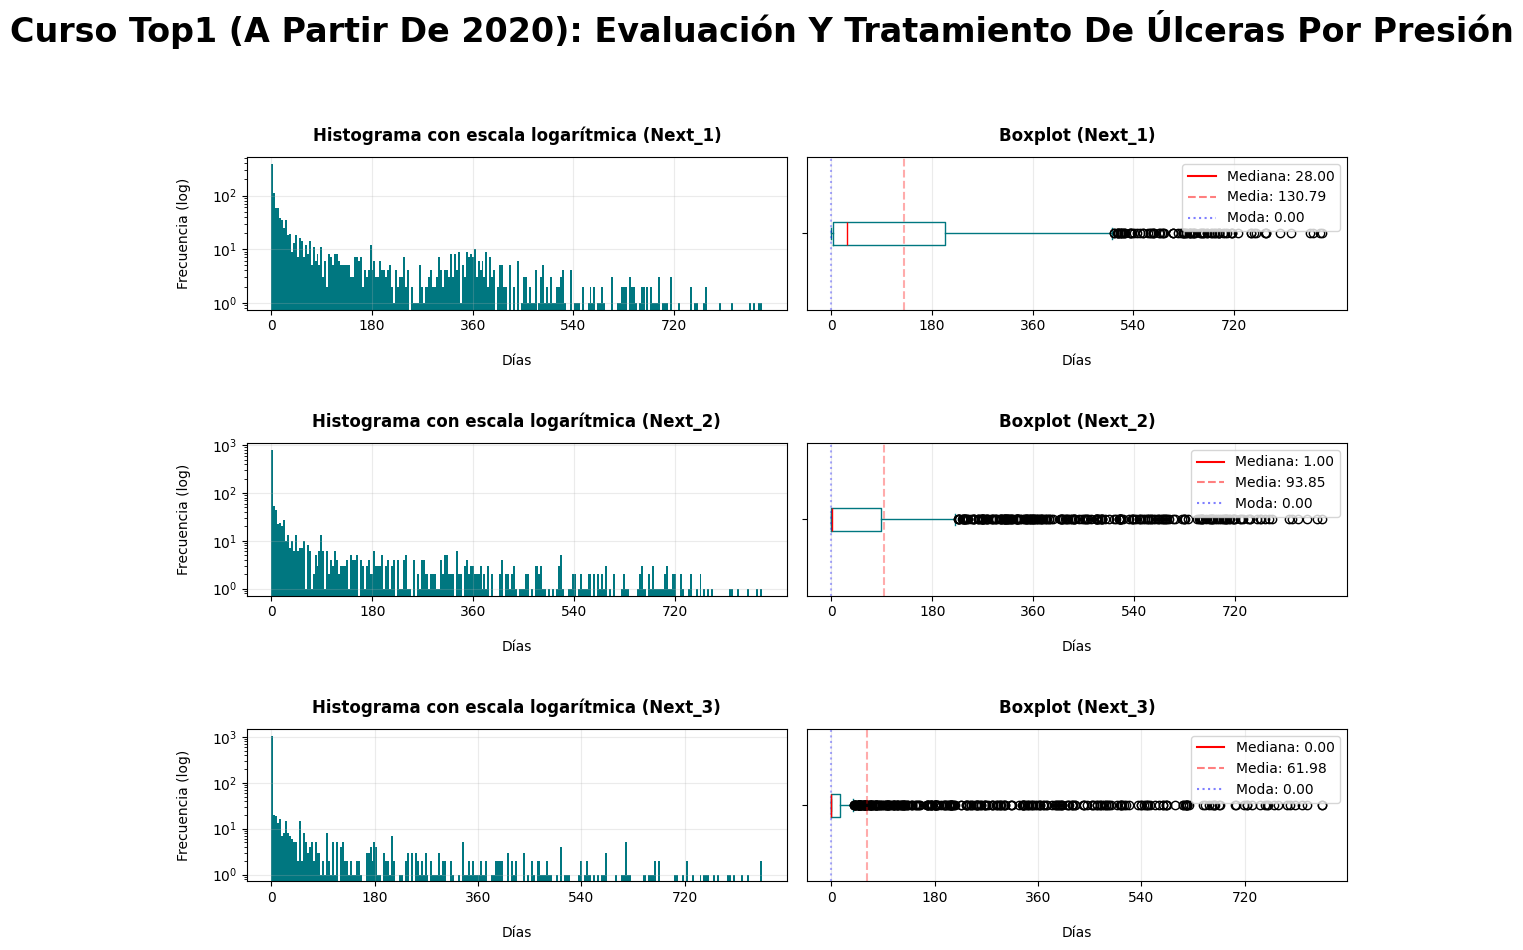 Curso Top1 (A Partir De 2020): Evaluación Y Tratamiento De Úlceras Por Presión
Histograma con escala logarítmica (Next_1)
Frecuencia (log)
10²
10¹
10⁰
0 180 360 540 720
Días
Boxplot (Next_1)
Mediana: 28.00
Media: 130.79
Moda: 0.00
0 180 360 540 720
Días
Histograma con escala logarítmica (Next_2)
Frecuencia (log)
10³
10²
10¹
10⁰
0 180 360 540 720
Días
Boxplot (Next_2)
Mediana: 1.00
Media: 93.85
Moda: 0.00
0 180 360 540 720
Días
Histograma con escala logarítmica (Next_3)
Frecuencia (log)
10³
10²
10¹
10⁰
0 180 360 540 720
Días
Boxplot (Next_3)
Mediana: 0.00
Media: 61.98
Moda: 0.00
0 180 360 540 720
Días